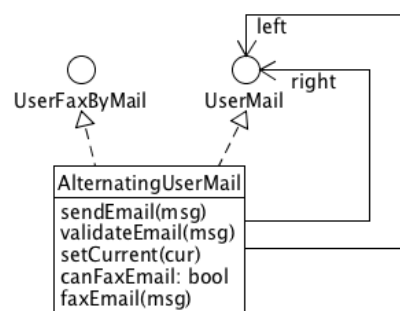 left
right
UserFaxByMail
UserMail
AlternatingUserMail
sendEmail(msg)
validateEmail(msg)
setCurrent(cur)
canFaxEmail: bool
faxEmail(msg)